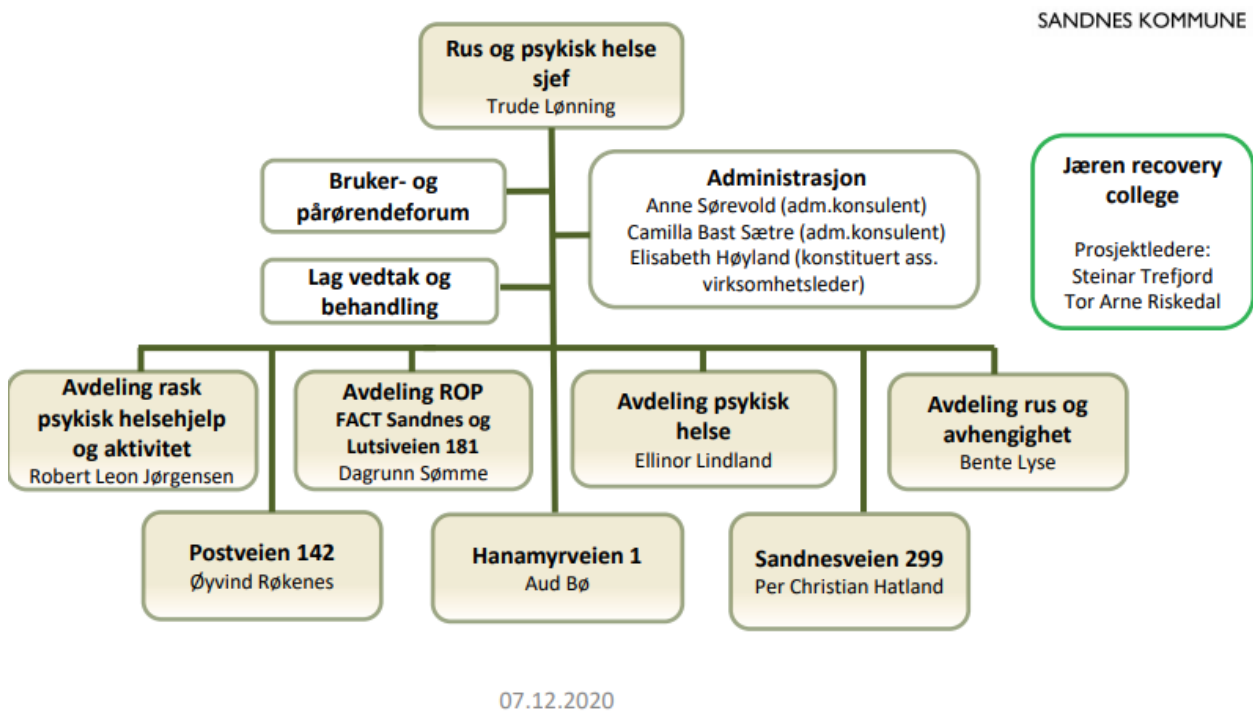 SANDNES KOMMUNE
Rus og psykisk helse
sjef
Trude Lønning
Bruker- og
pårørendeforum
Administrasjon
Anne Sørevold (adm.konsulent)
Camilla Bast Sætre (adm.konsulent)
Elisabeth Høyland (konstituert ass.
virksomhetsleder)
Jæren recovery
college
Prosjektledere:
Steinar Trefjord
Tor Arne Riskedal
Lag vedtak og
behandling
Avdeling rask
psykisk helsehjelp
og aktivitet
Robert Leon Jørgensen
Avdeling ROP
FACT Sandnes og
Lutsiveien 181
Dagrunn Sømme
Avdeling psykisk
helse
Ellinor Lindland
Avdeling rus og
avhengighet
Bente Lyse
Postveien 142
Øyvind Røkenes
Hanamyrveien 1
Aud Bø
Sandnesveien 299
Per Christian Hatland
07.12.2020